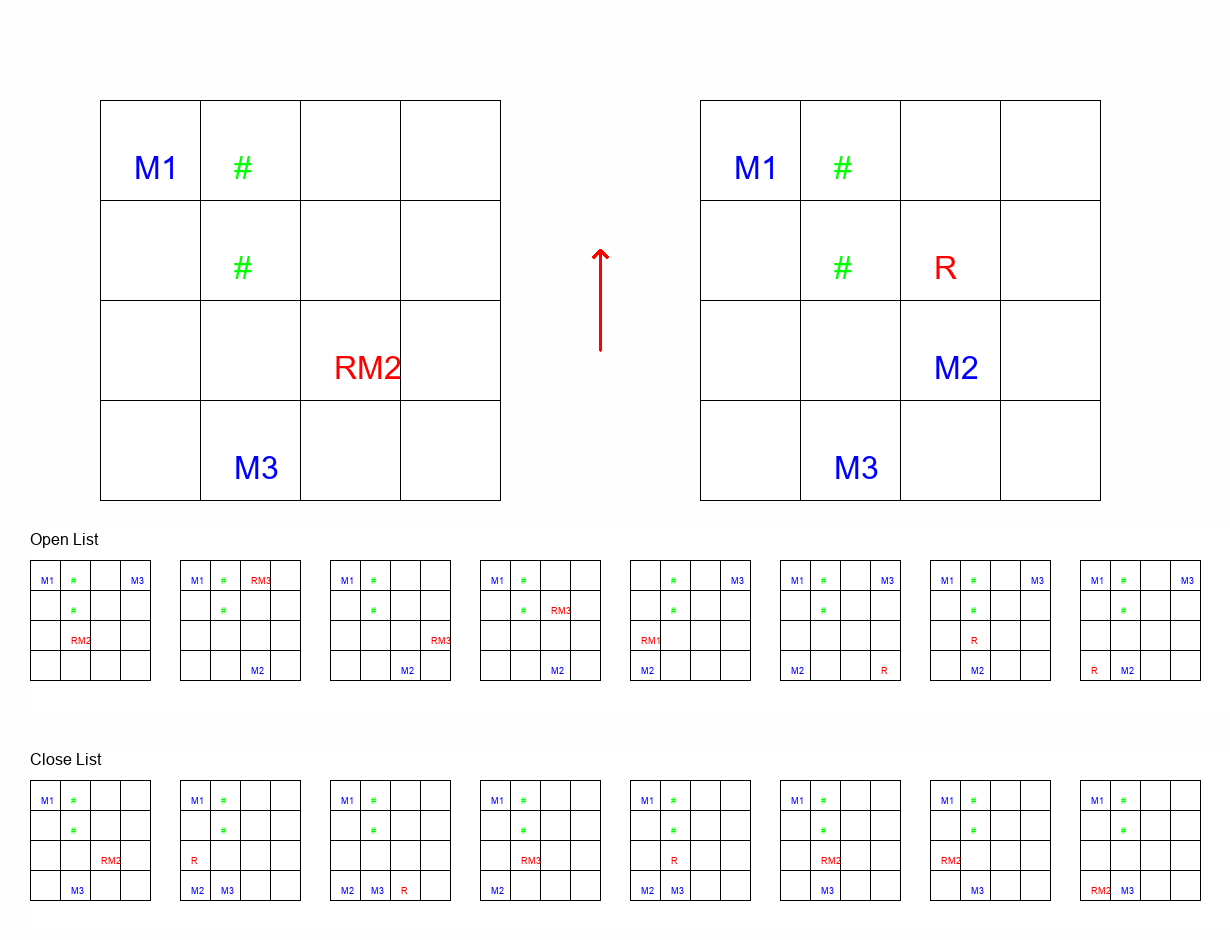 M1 # M1 #
# # R
RM2 M2
M3 M3
Open List
M1 # M3 M1 # RM3 M1 # M1 # # M3 M1 # M3 M1 # M3 M1 # M3
# # # # RM3 # # # #
RM2 RM3 RM1 R
M2 M2 M2 M2 M2 R M2 R M2
Close List
M1 # M1 # M1 # M1 # M1 # M1 # M1 # M1 #
# # # # # # # #
RM2 R RM3 R RM2 RM2
M3 M2 M3 M2 M3 R M2 M2 M3 M3 M3 RM2 M3